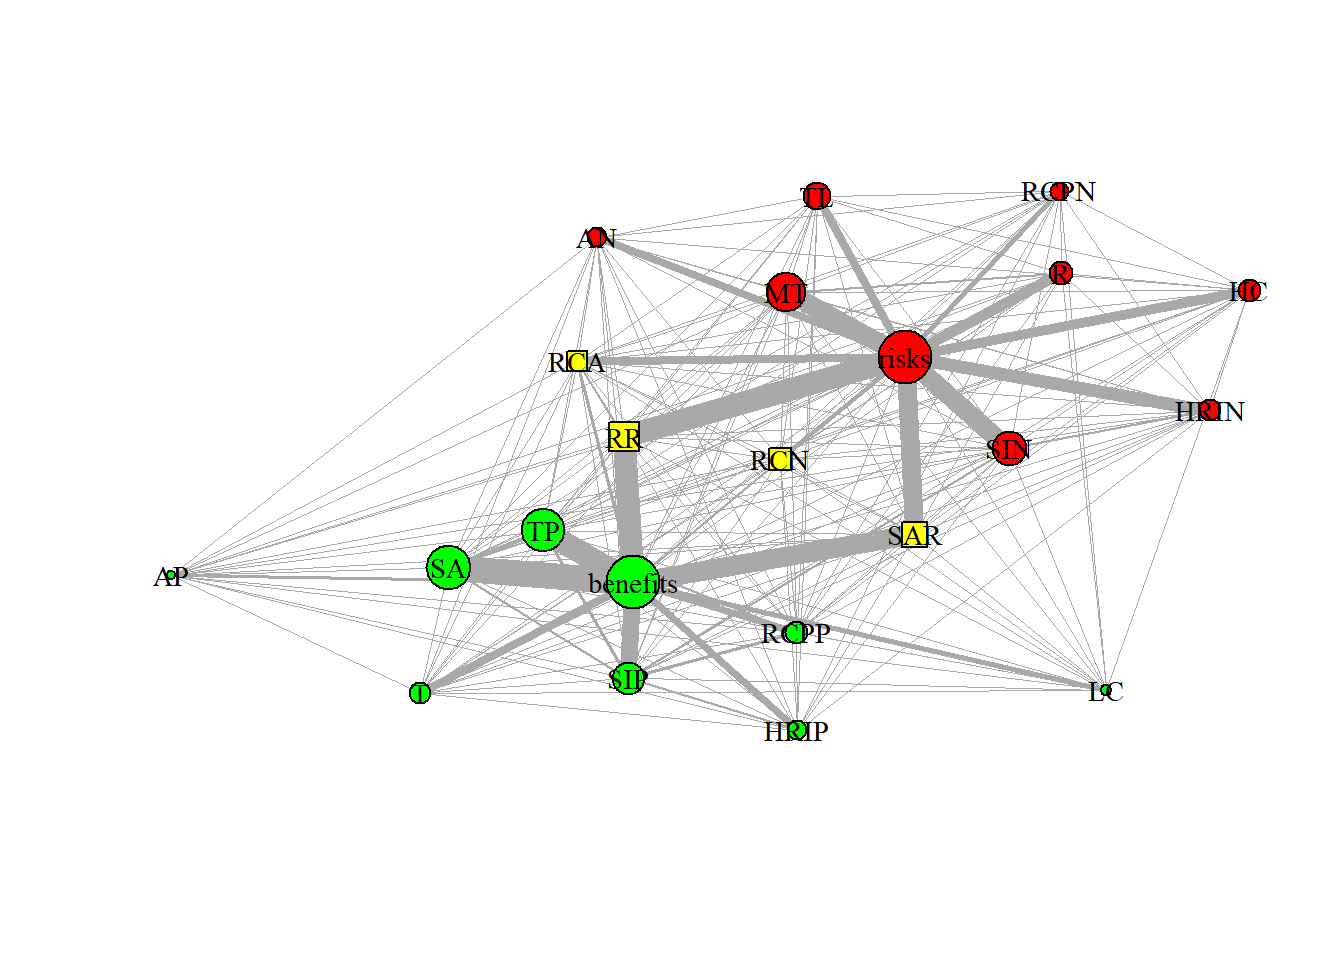 TL
RCPN
AN
R
MT
HC
risks
RCA
HRIN
RR
SIN
RCN
TP
SAR
SA
AP
benefits
RCPP
SIP
I
LC
HRIP